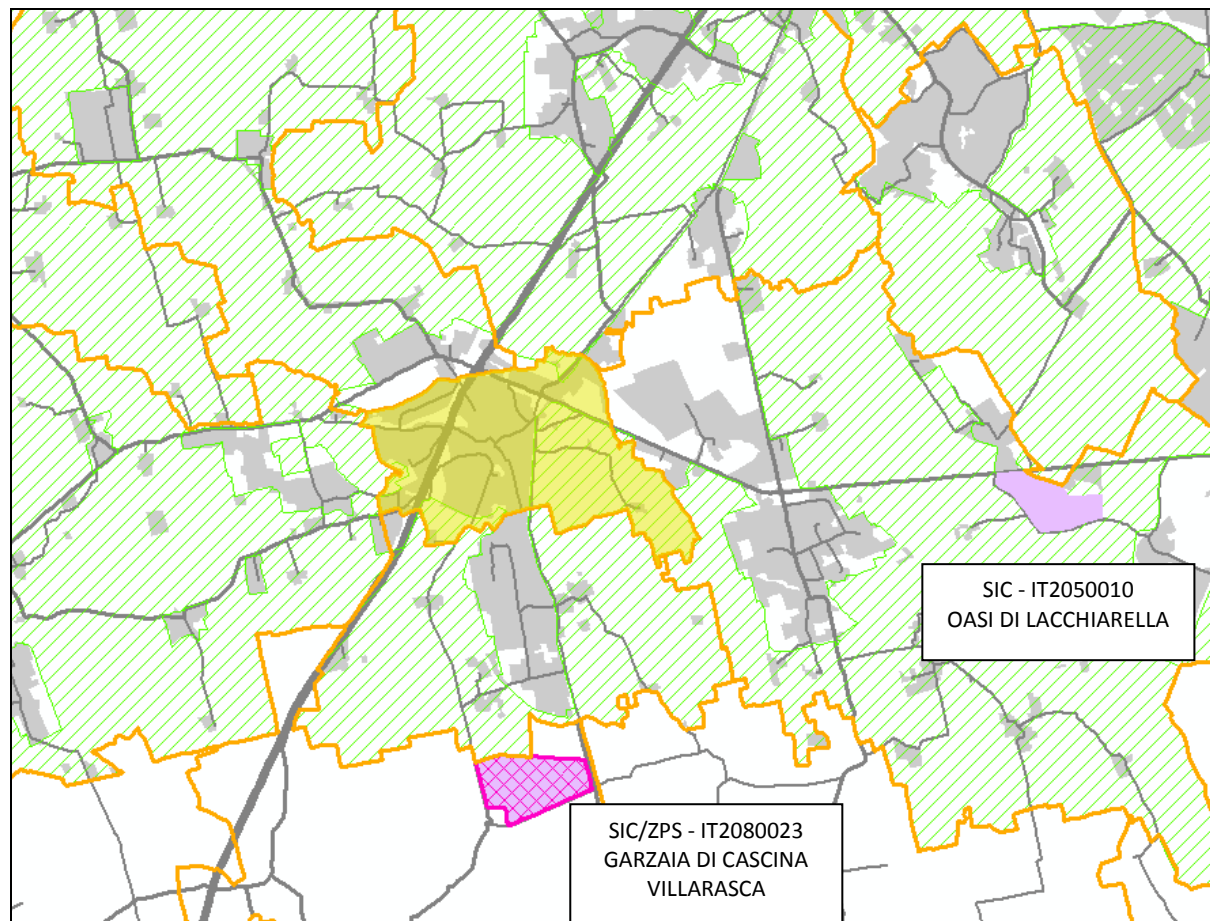 SIC - IT2050010
OASI DI LACCHIARELLA
SIC/ZPS - IT2080023
GARZAIA DI CASCINA
VILLARASCA